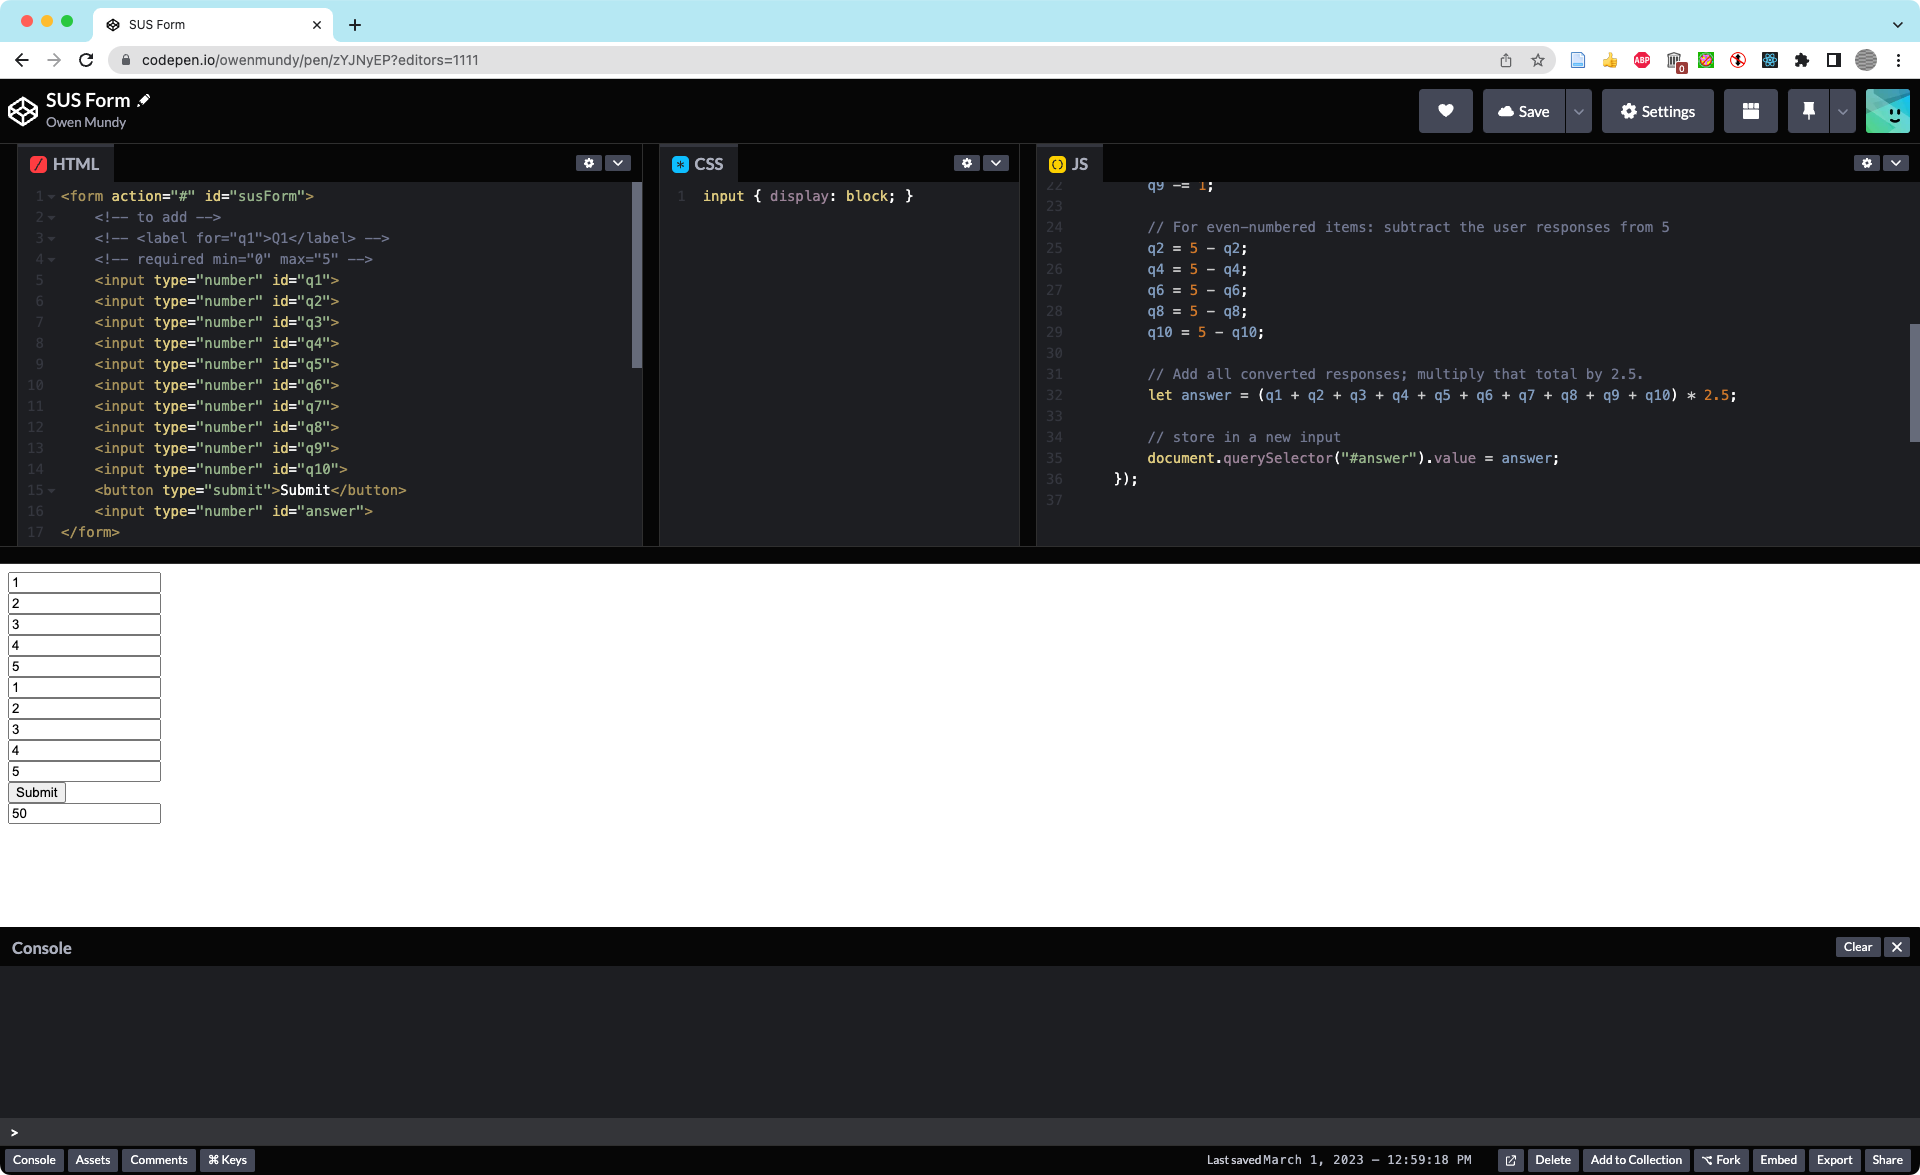 SUS Form
codepen.io/owenmundy/pen/zYJNyEP?editors=1111
ABP
0
SUS Form
Owen Mundy
Save
Settings
HTML
1 <form action="#" id="susForm">
2 <!-- to add -->
3 <!-- <label for="q1">Q1</label> -->
4 <!-- required min="0" max="5" -->
5 <input type="number" id="q1">
6 <input type="number" id="q2">
7 <input type="number" id="q3">
8 <input type="number" id="q4">
9 <input type="number" id="q5">
10 <input type="number" id="q6">
11 <input type="number" id="q7">
12 <input type="number" id="q8">
13 <input type="number" id="q9">
14 <input type="number" id="q10">
15 <button type="submit">Submit</button>
16 <input type="number" id="answer">
17 </form>
CSS
1 input { display: block; }
JS
22 q9 -= 1;
23
24 // For even-numbered items: subtract the user responses from 5
25 q2 = 5 - q2;
26 q4 = 5 - q4;
27 q6 = 5 - q6;
28 q8 = 5 - q8;
29 q10 = 5 - q10;
30
31 // Add all converted responses; multiply that total by 2.5.
32 let answer = (q1 + q2 + q3 + q4 + q5 + q6 + q7 + q8 + q9 + q10) * 2.5;
33
34 // store in a new input
35 document.querySelector("#answer").value = answer;
36 });
37
1
2
3
4
5
1
2
3
4
5
Submit
50
Console
Clear
>
Console Assets Comments ⌘ Keys
Last saved March 1, 2023 — 12:59:18 PM
Delete Add to Collection ⌥ Fork Embed Export Share